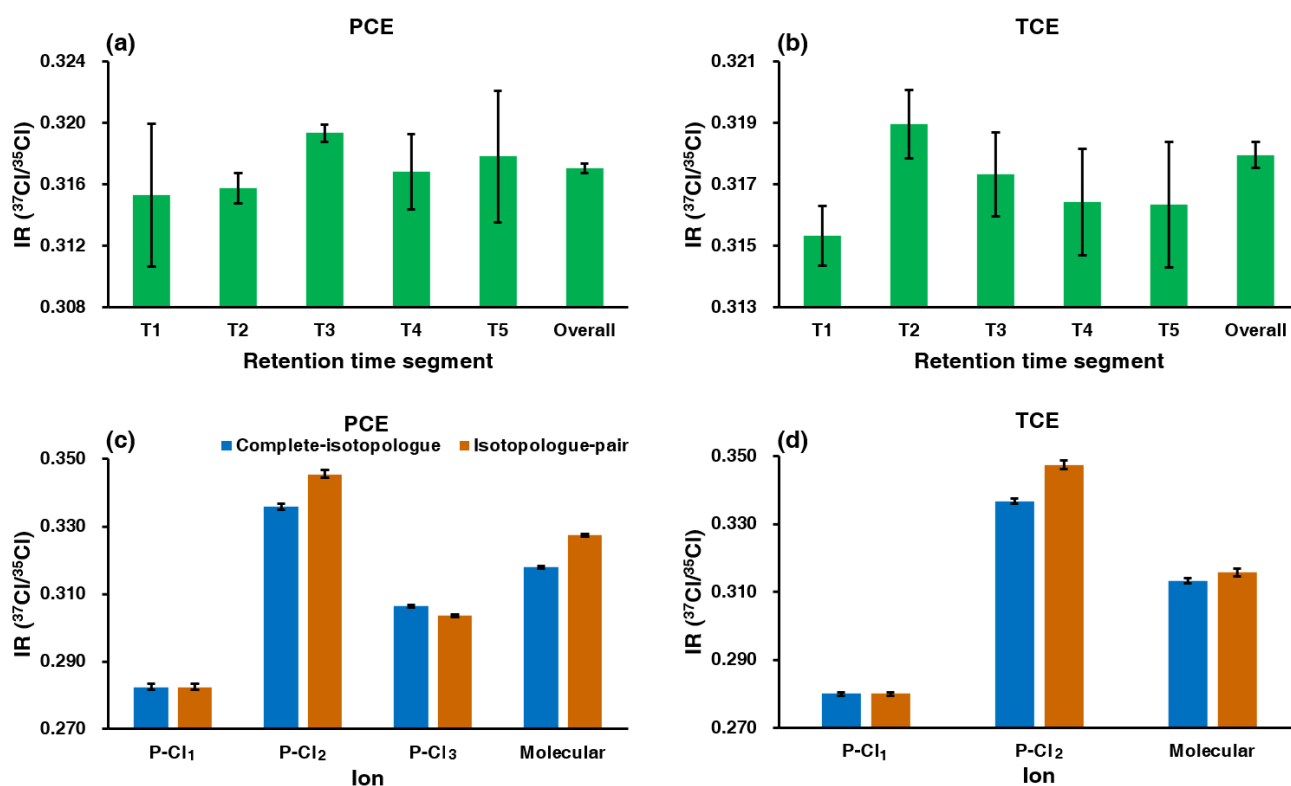 PCE
(a)
IR (³⁷Cl/³⁵Cl)
0.324
0.320
0.316
0.312
0.308
T1 T2 T3 T4 T5 Overall
Retention time segment
TCE
(b)
IR (³⁷Cl/³⁵Cl)
0.321
0.319
0.317
0.315
0.313
T1 T2 T3 T4 T5 Overall
Retention time segment
PCE
(c)
Complete-isotopologue Isotopologue-pair
IR (³⁷Cl/³⁵Cl)
0.350
0.330
0.310
0.290
0.270
P-Cl₁ P-Cl₂ P-Cl₃ Molecular
Ion
TCE
(d)
IR (³⁷Cl/³⁵Cl)
0.350
0.330
0.310
0.290
0.270
P-Cl₁ P-Cl₂ Molecular
Ion